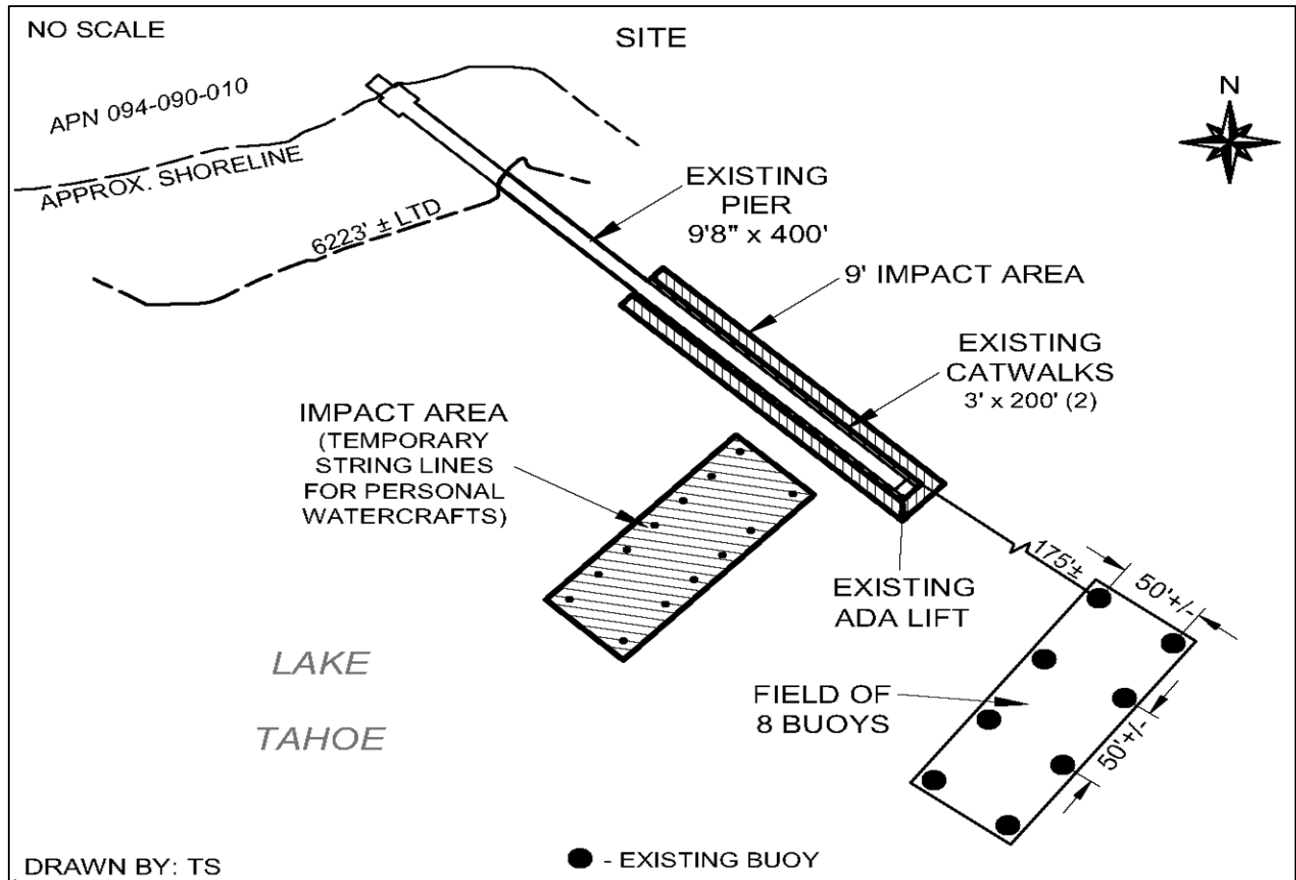 NO SCALE
SITE
APN 094-090-010
N
APPROX. SHORELINE
6223' ± LTD
EXISTING
PIER
9'8" x 400'
9' IMPACT AREA
EXISTING
CATWALKS
3' x 200' (2)
IMPACT AREA
(TEMPORARY
STRING LINES
FOR PERSONAL
WATERCRAFTS)
175'±
50'+/-
EXISTING
ADA LIFT
LAKE
TAHOE
FIELD OF
8 BUOYS
50'+/-
DRAWN BY: TS
- EXISTING BUOY